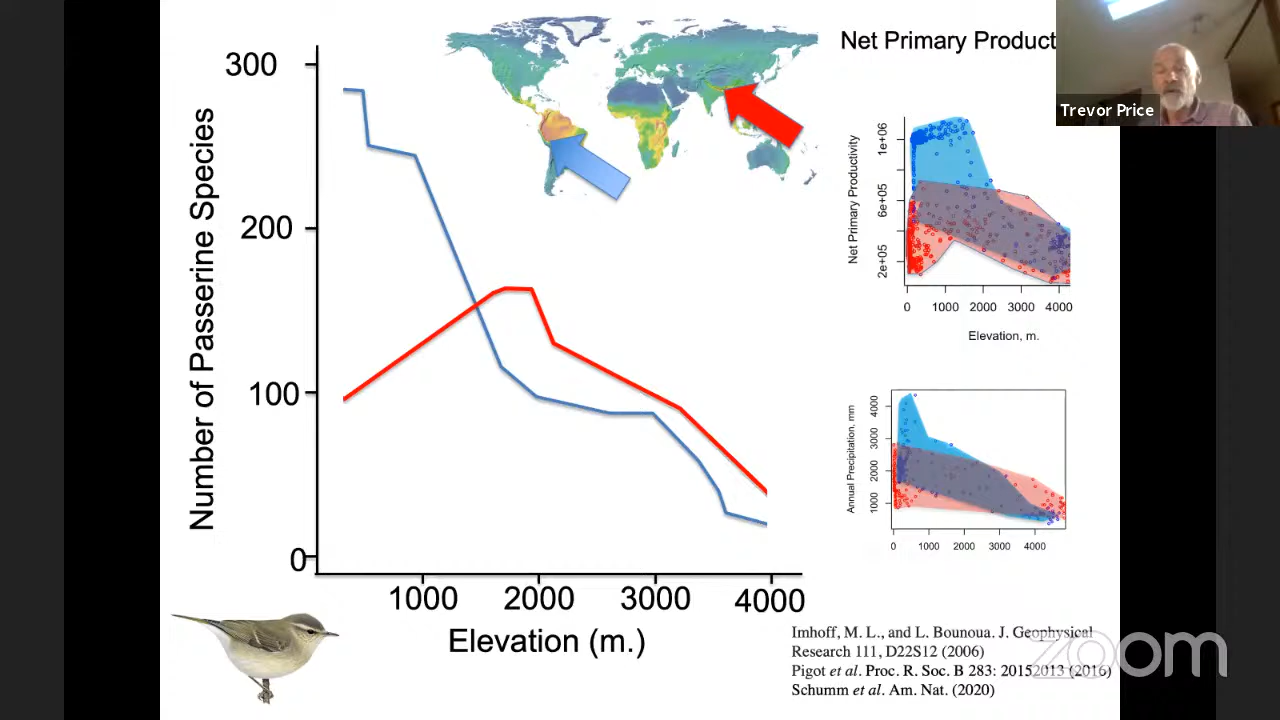 Net Primary Product
Trevor Price
300
200
100
0
Number of Passerine Species
1000 2000 3000 4000
Elevation (m.)
Net Primary Productivity
1e+06
6e+05
2e+05
0 1000 2000 3000 4000
Elevation, m.
Annual Precipitation, mm
4000
3000
2000
1000
0 1000 2000 3000 4000
Imhoff, M. L., and L. Bounoua. J. Geophysical
Research 111, D22S12 (2006)
Pigot et al. Proc. R. Soc. B 283: 20152013 (2016)
Schumm et al. Am. Nat. (2020)
zoom